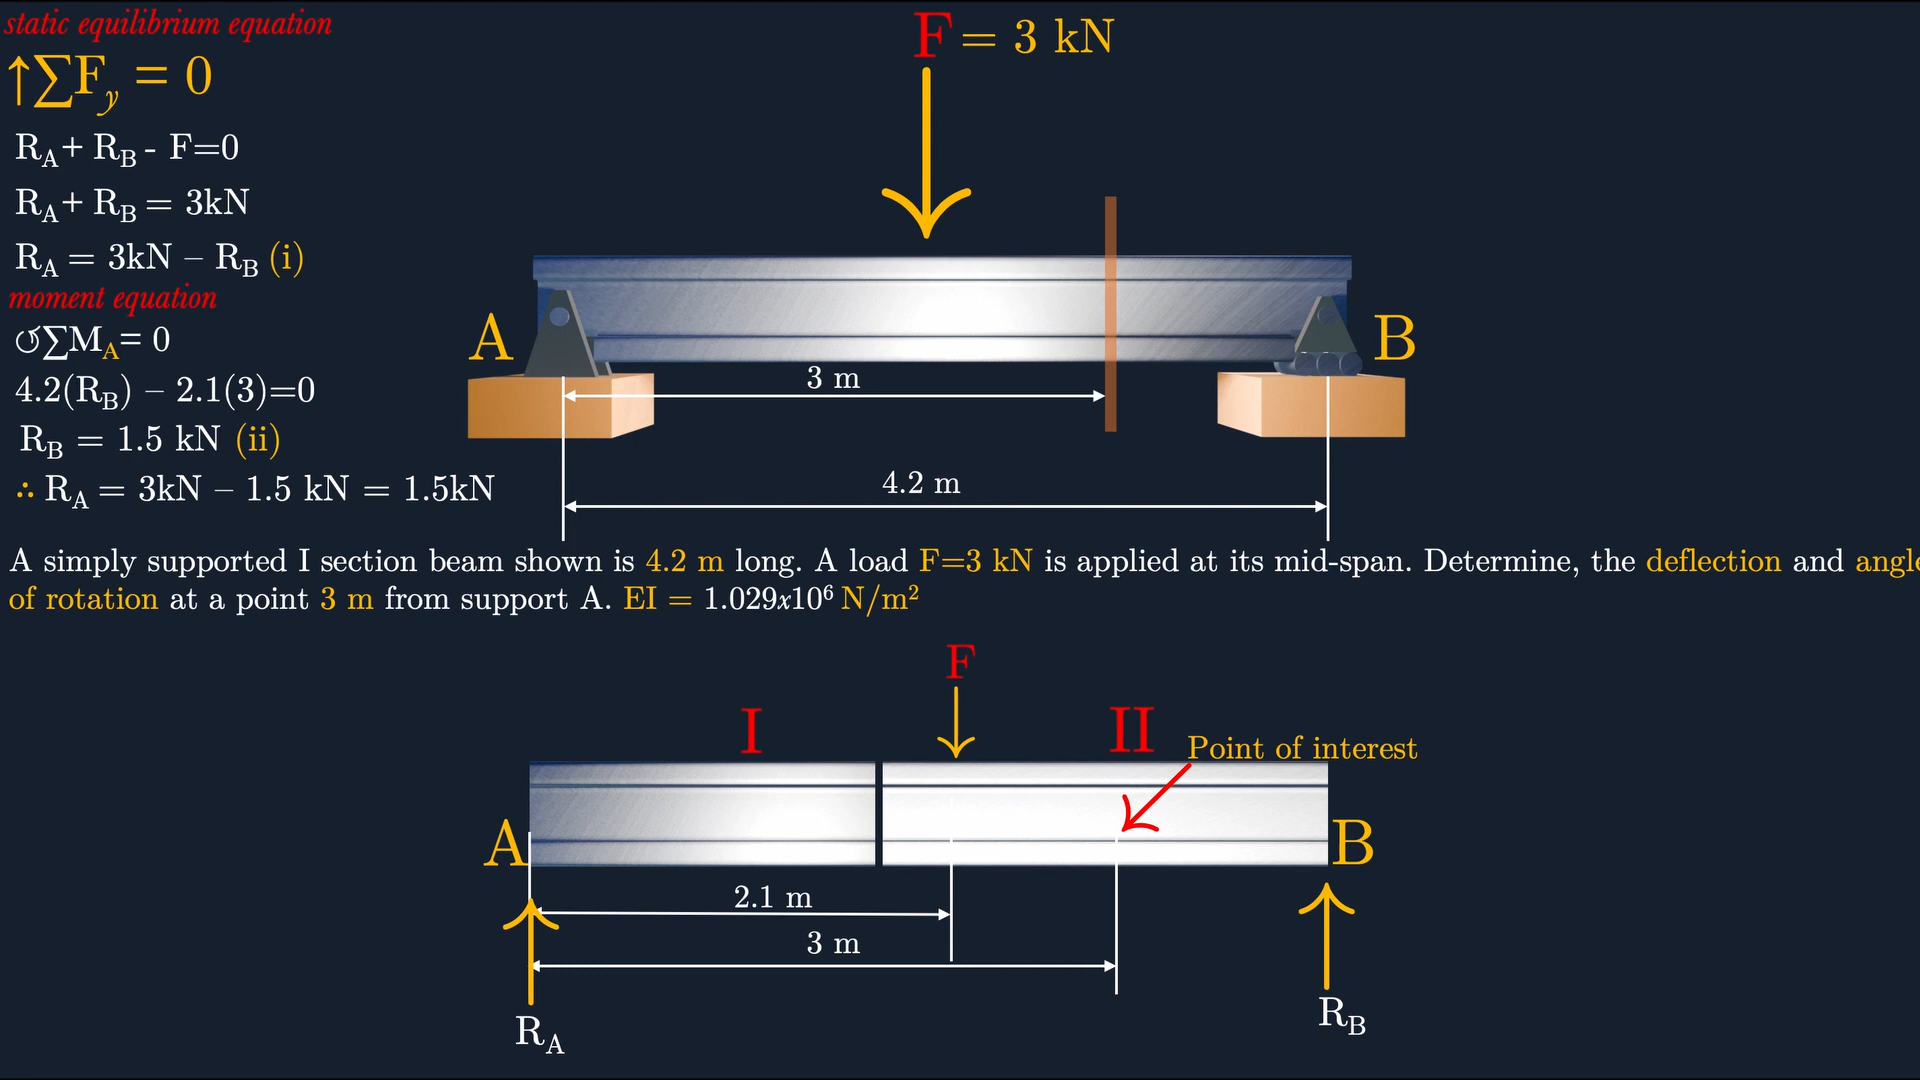 static equilibrium equation
↑∑Fy = 0
RA+ RB - F=0
RA+ RB = 3kN
RA = 3kN – RB (i)
moment equation
↺∑MA= 0
4.2(RB) – 2.1(3)=0
RB = 1.5 kN (ii)
∴ RA = 3kN – 1.5 kN = 1.5kN
F = 3 kN
A
B
3 m
4.2 m
A simply supported I section beam shown is 4.2 m long. A load F=3 kN is applied at its mid-span. Determine, the deflection and angle
of rotation at a point 3 m from support A. EI = 1.029x10⁶ N/m²
F
I
II
Point of interest
A
B
2.1 m
3 m
RA
RB